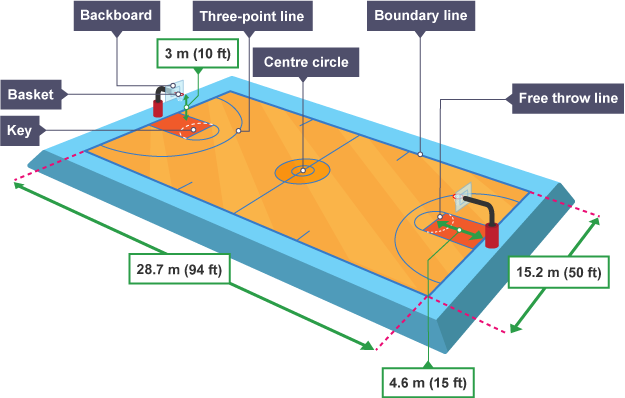 Backboard
Three-point line
Boundary line
3 m (10 ft)
Centre circle
Basket
Free throw line
Key
28.7 m (94 ft)
15.2 m (50 ft)
4.6 m (15 ft)